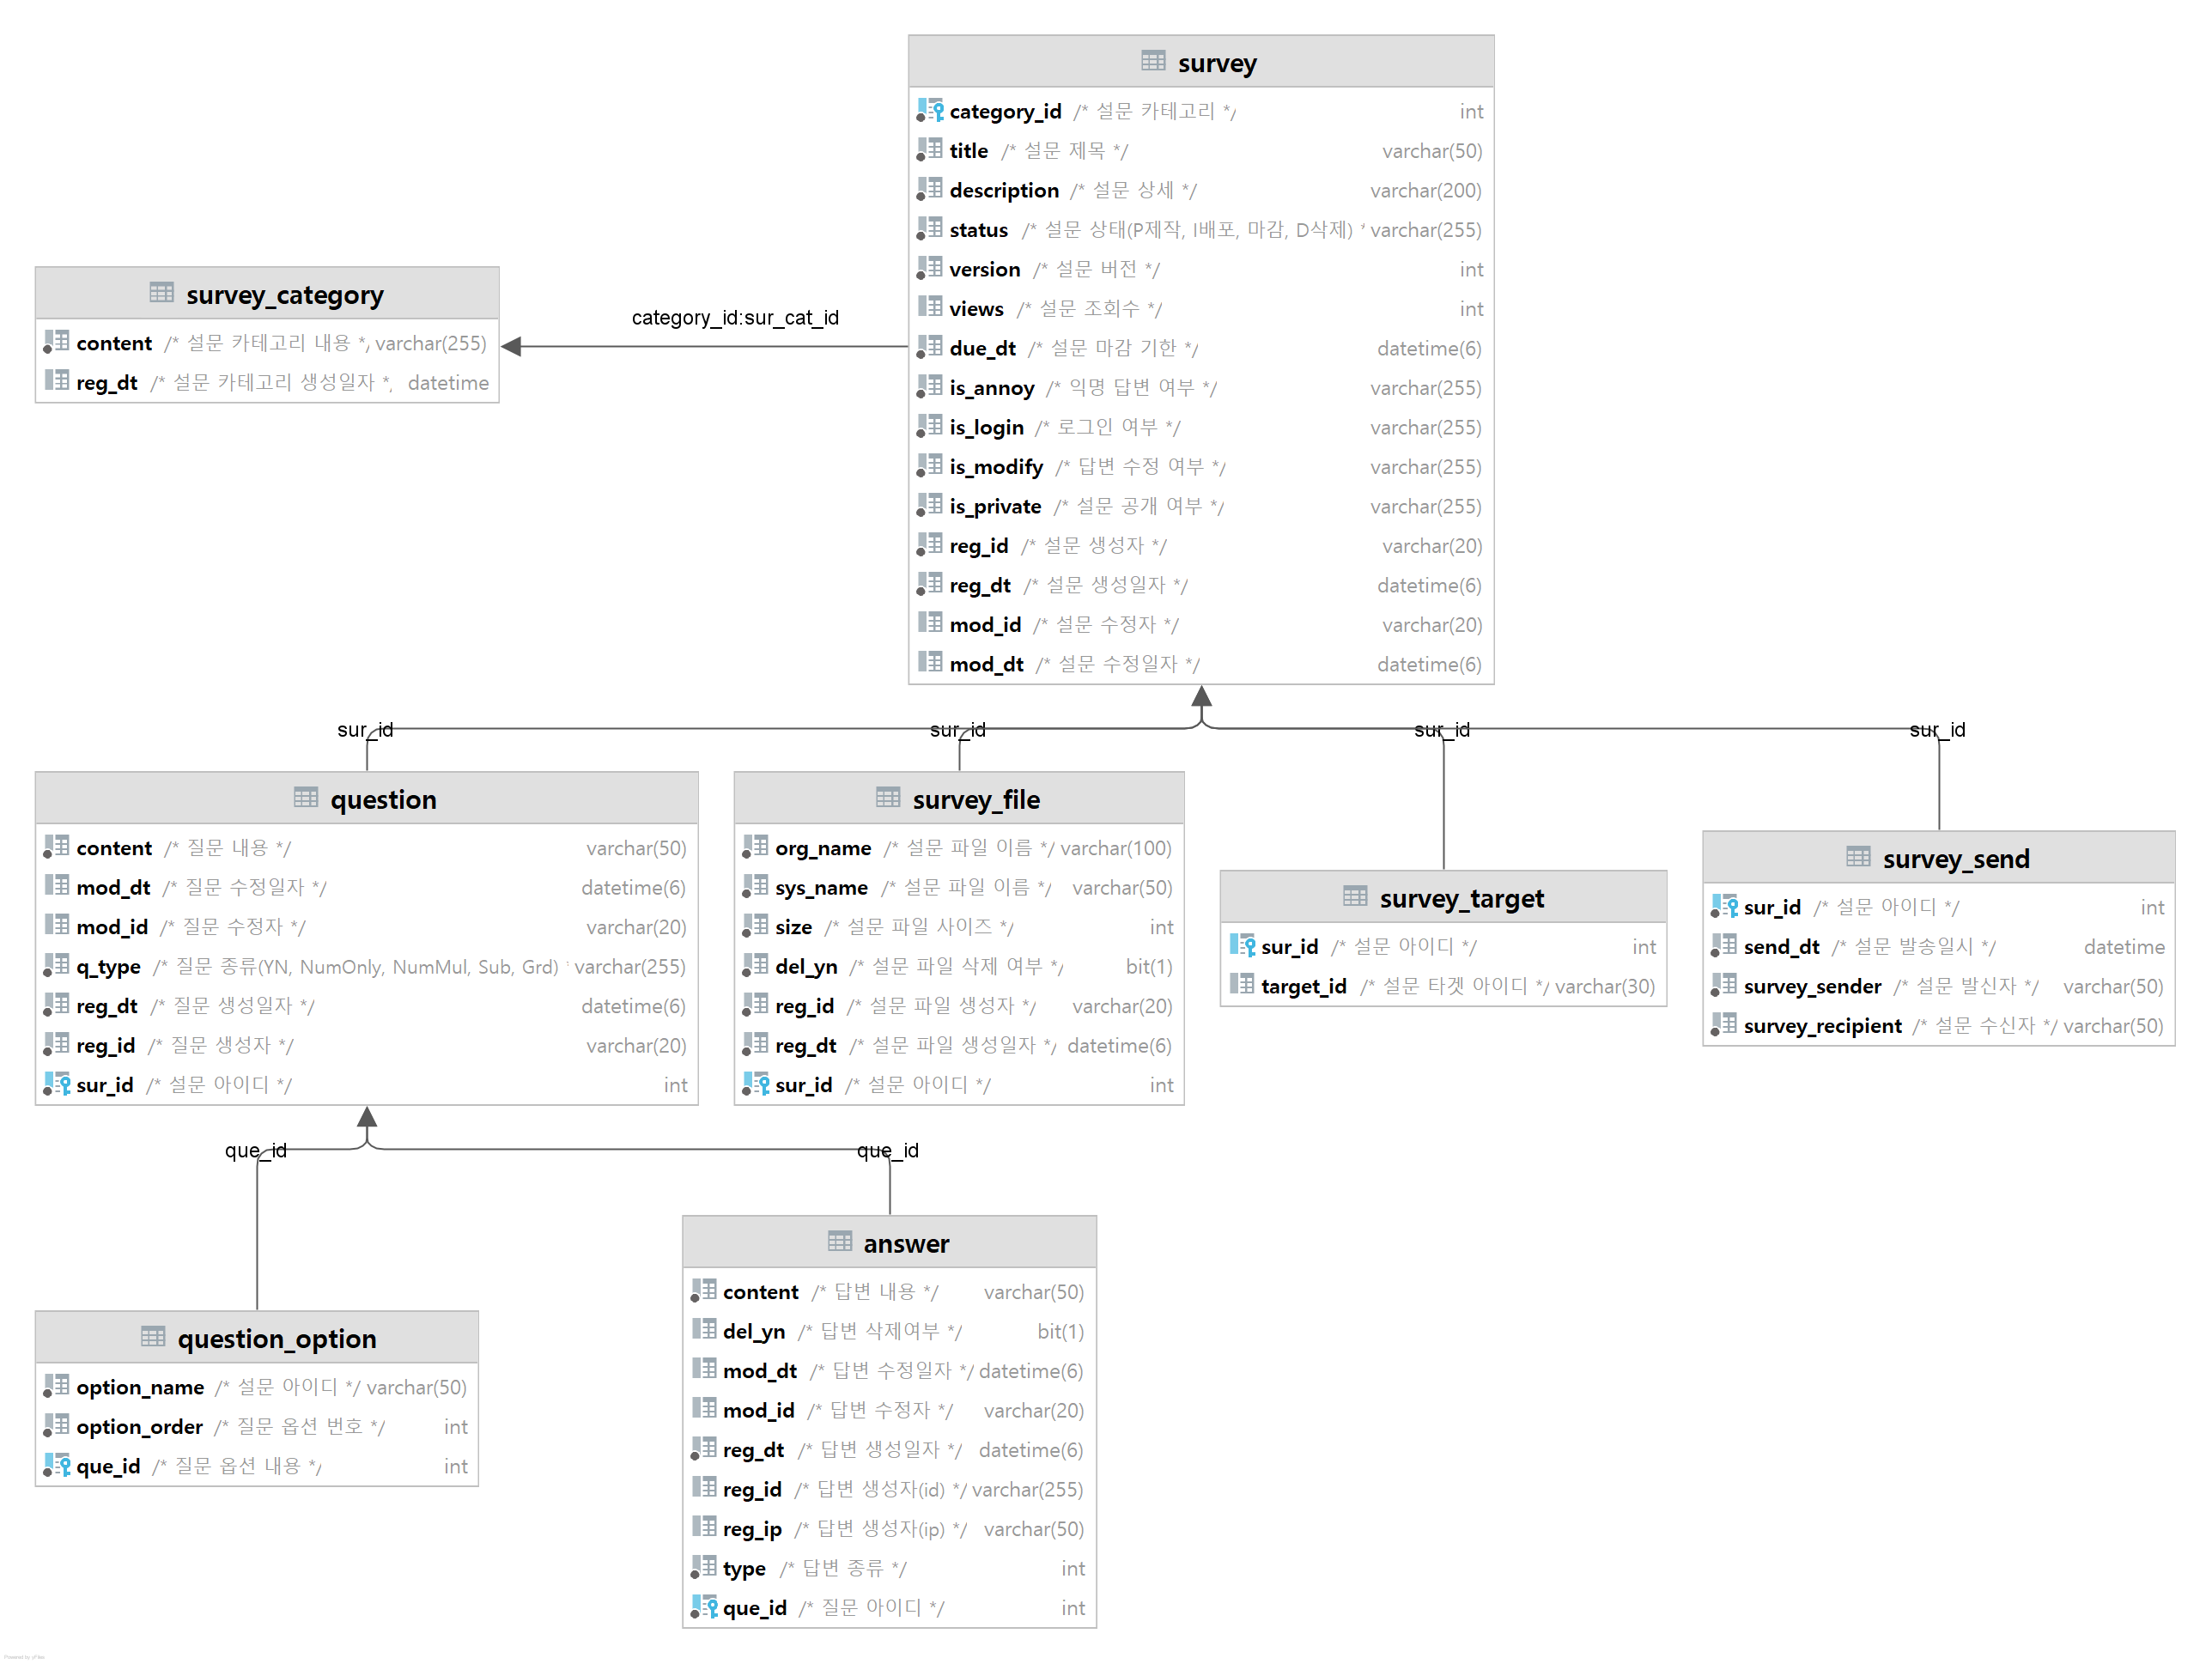 survey
category_id /* 설문 카테고리 */ int
title /* 설문 제목 */ varchar(50)
description /* 설문 상세 */ varchar(200)
status /* 설문 상태(P제작, I배포, 마감, D삭제) * varchar(255)
version /* 설문 버전 */ int
views /* 설문 조회수 */ int
due_dt /* 설문 마감 기한 */ datetime(6)
is_annoy /* 익명 답변 여부 */ varchar(255)
is_login /* 로그인 여부 */ varchar(255)
is_modify /* 답변 수정 여부 */ varchar(255)
is_private /* 설문 공개 여부 */ varchar(255)
reg_id /* 설문 생성자 */ varchar(20)
reg_dt /* 설문 생성일자 */ datetime(6)
mod_id /* 설문 수정자 */ varchar(20)
mod_dt /* 설문 수정일자 */ datetime(6)
survey_category
content /* 설문 카테고리 내용 */ varchar(255)
reg_dt /* 설문 카테고리 생성일자 */ datetime
category_id:sur_cat_id
sur_id
sur_id
sur_id
sur_id
question
content /* 질문 내용 */ varchar(50)
mod_dt /* 질문 수정일자 */ datetime(6)
mod_id /* 질문 수정자 */ varchar(20)
q_type /* 질문 종류(YN, NumOnly, NumMul, Sub, Grd) * varchar(255)
reg_dt /* 질문 생성일자 */ datetime(6)
reg_id /* 질문 생성자 */ varchar(20)
sur_id /* 설문 아이디 */ int
survey_file
org_name /* 설문 파일 이름 */ varchar(100)
sys_name /* 설문 파일 이름 */ varchar(50)
size /* 설문 파일 사이즈 */ int
del_yn /* 설문 파일 삭제 여부 */ bit(1)
reg_id /* 설문 파일 생성자 */ varchar(20)
reg_dt /* 설문 파일 생성일자 */ datetime(6)
sur_id /* 설문 아이디 */ int
survey_target
sur_id /* 설문 아이디 */ int
target_id /* 설문 타겟 아이디 */ varchar(30)
survey_send
sur_id /* 설문 아이디 */ int
send_dt /* 설문 발송일시 */ datetime
survey_sender /* 설문 발신자 */ varchar(50)
survey_recipient /* 설문 수신자 */ varchar(50)
que_id
que_id
question_option
option_name /* 설문 아이디 */ varchar(50)
option_order /* 질문 옵션 번호 */ int
que_id /* 질문 옵션 내용 */ int
answer
content /* 답변 내용 */ varchar(50)
del_yn /* 답변 삭제여부 */ bit(1)
mod_dt /* 답변 수정일자 */ datetime(6)
mod_id /* 답변 수정자 */ varchar(20)
reg_dt /* 답변 생성일자 */ datetime(6)
reg_id /* 답변 생성자(id) */ varchar(255)
reg_ip /* 답변 생성자(ip) */ varchar(50)
type /* 답변 종류 */ int
que_id /* 질문 아이디 */ int
Powered by yFiles